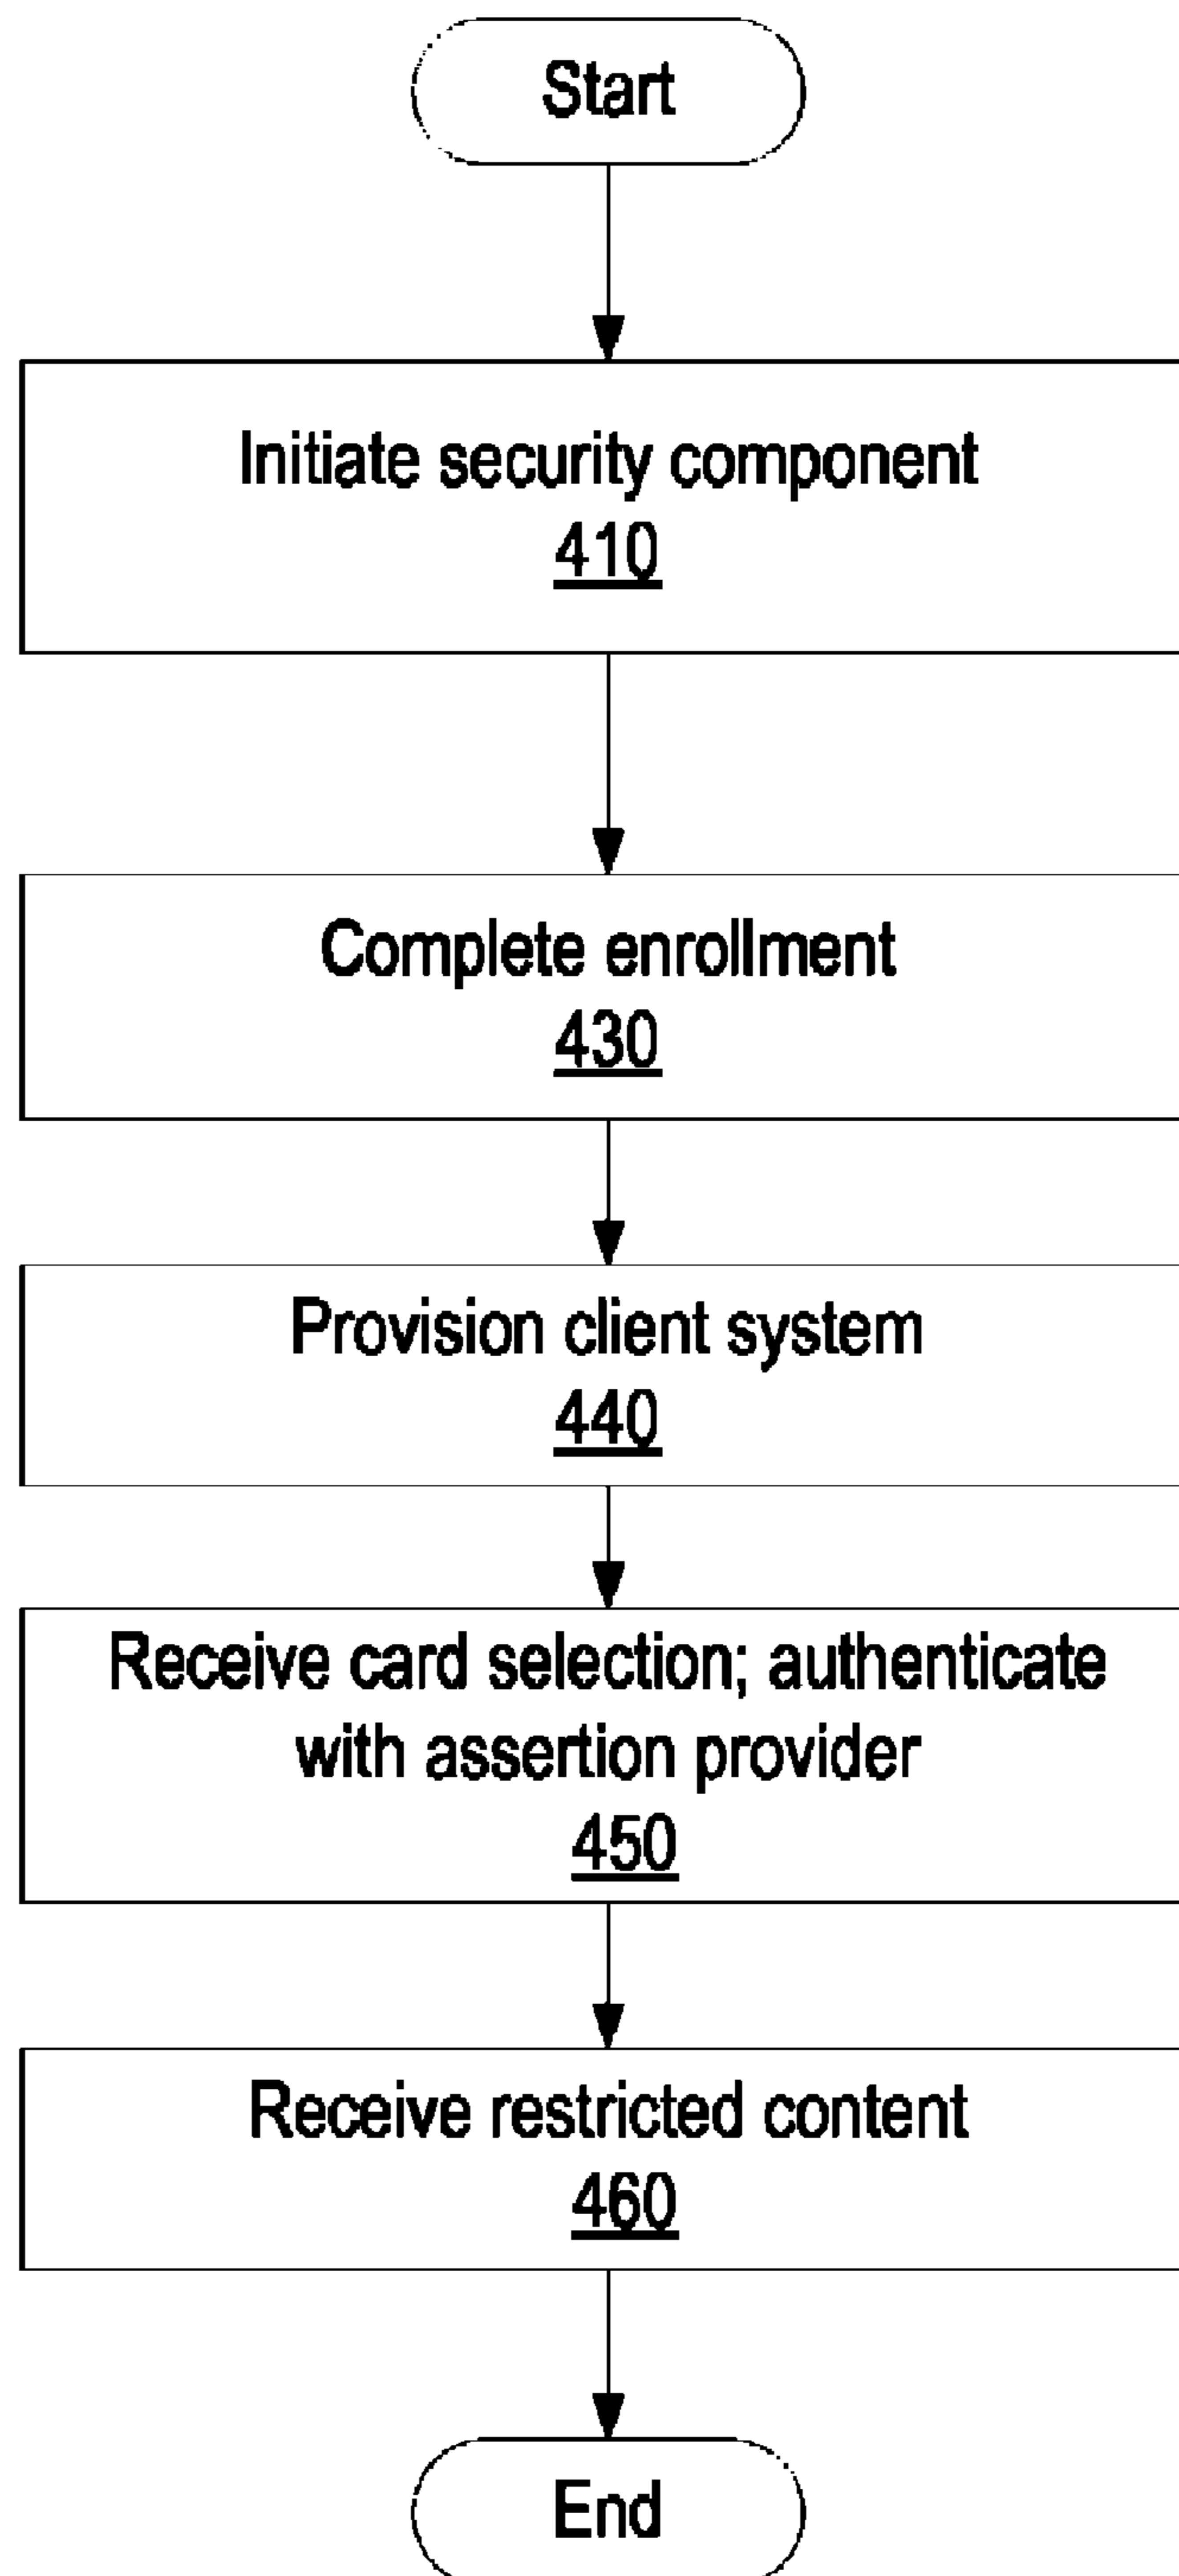 Start
Initiate security component
410
Complete enrollment
430
Provision client system
440
Receive card selection; authenticate
with assertion provider
450
Receive restricted content
460
End